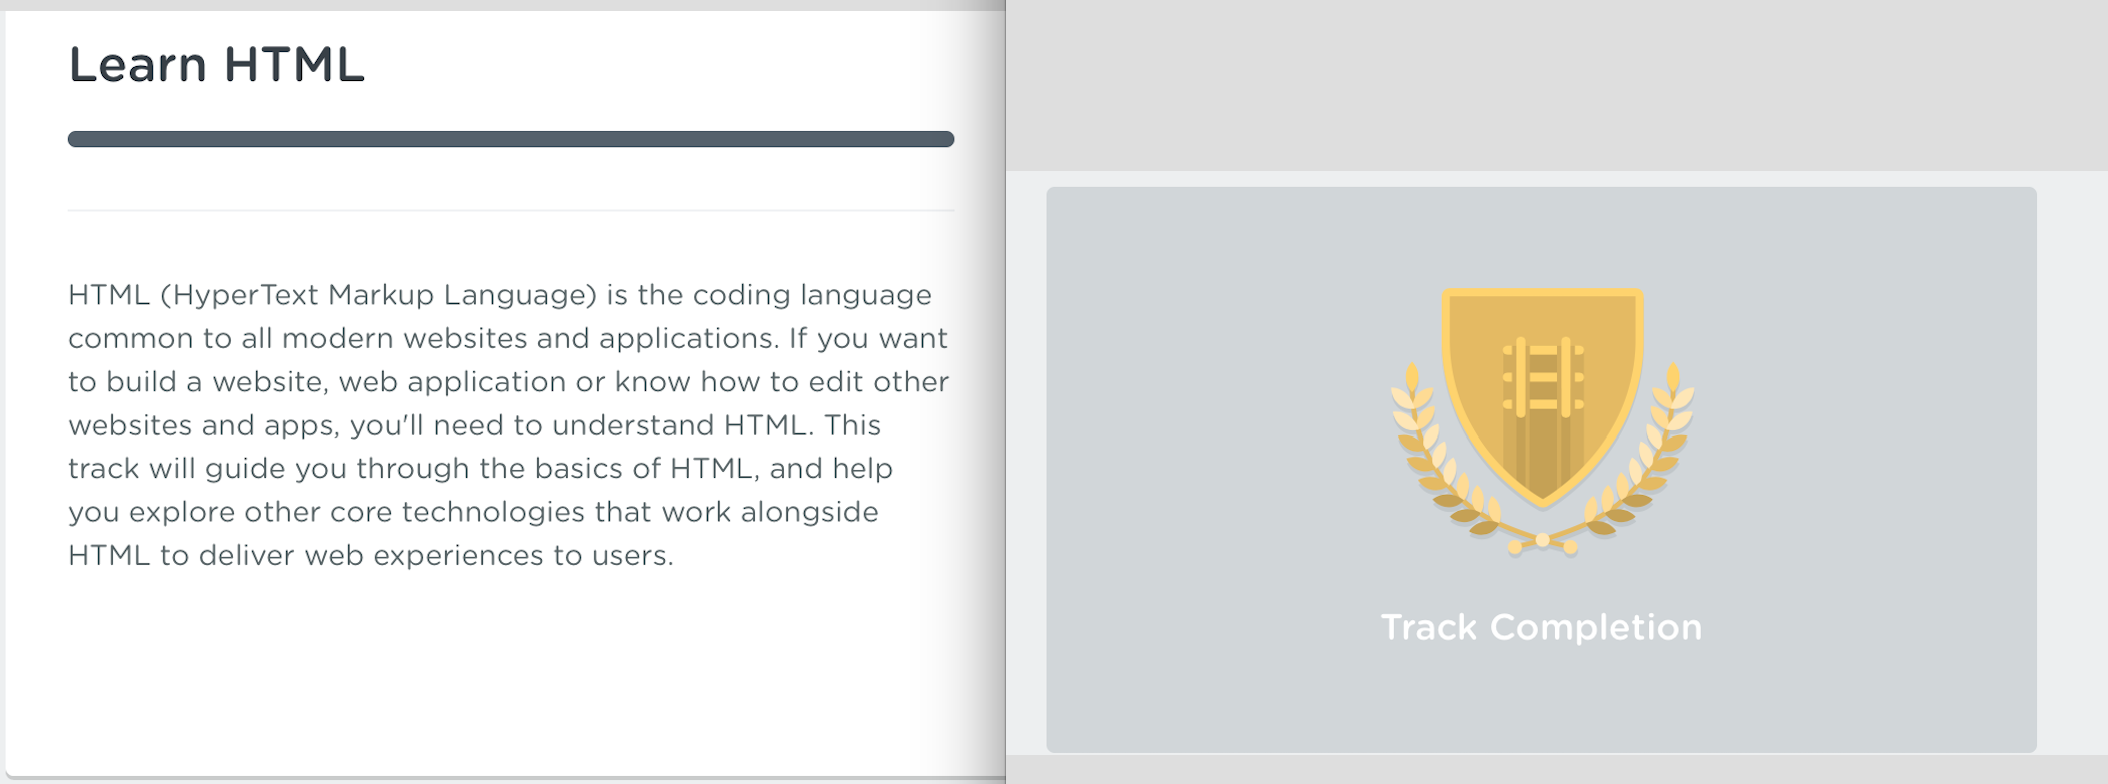 Learn HTML
HTML (HyperText Markup Language) is the coding language
common to all modern websites and applications. If you want
to build a website, web application or know how to edit other
websites and apps, you'll need to understand HTML. This
track will guide you through the basics of HTML, and help
you explore other core technologies that work alongside
HTML to deliver web experiences to users.
Track Completion